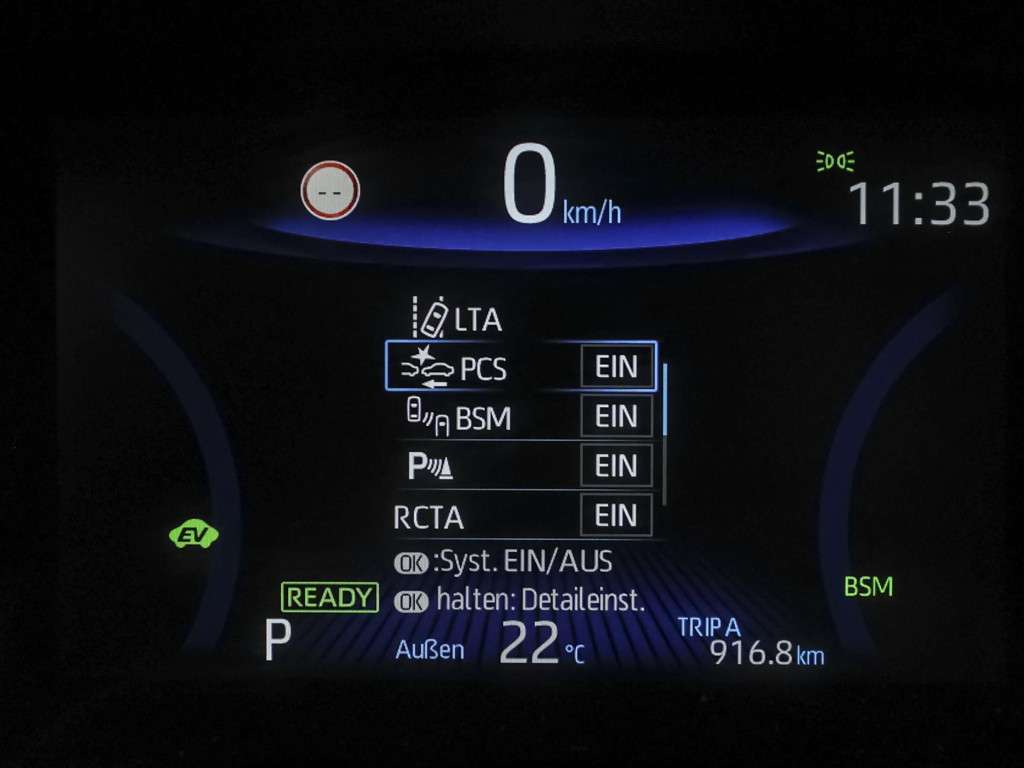 --
0 km/h
11:33
LTA
PCS EIN
BSM EIN
P EIN
RCTA EIN
EV
OK :Syst. EIN/AUS
OK halten: Detaileinst.
BSM
READY
P
Außen 22 °C
TRIP A
916.8 km